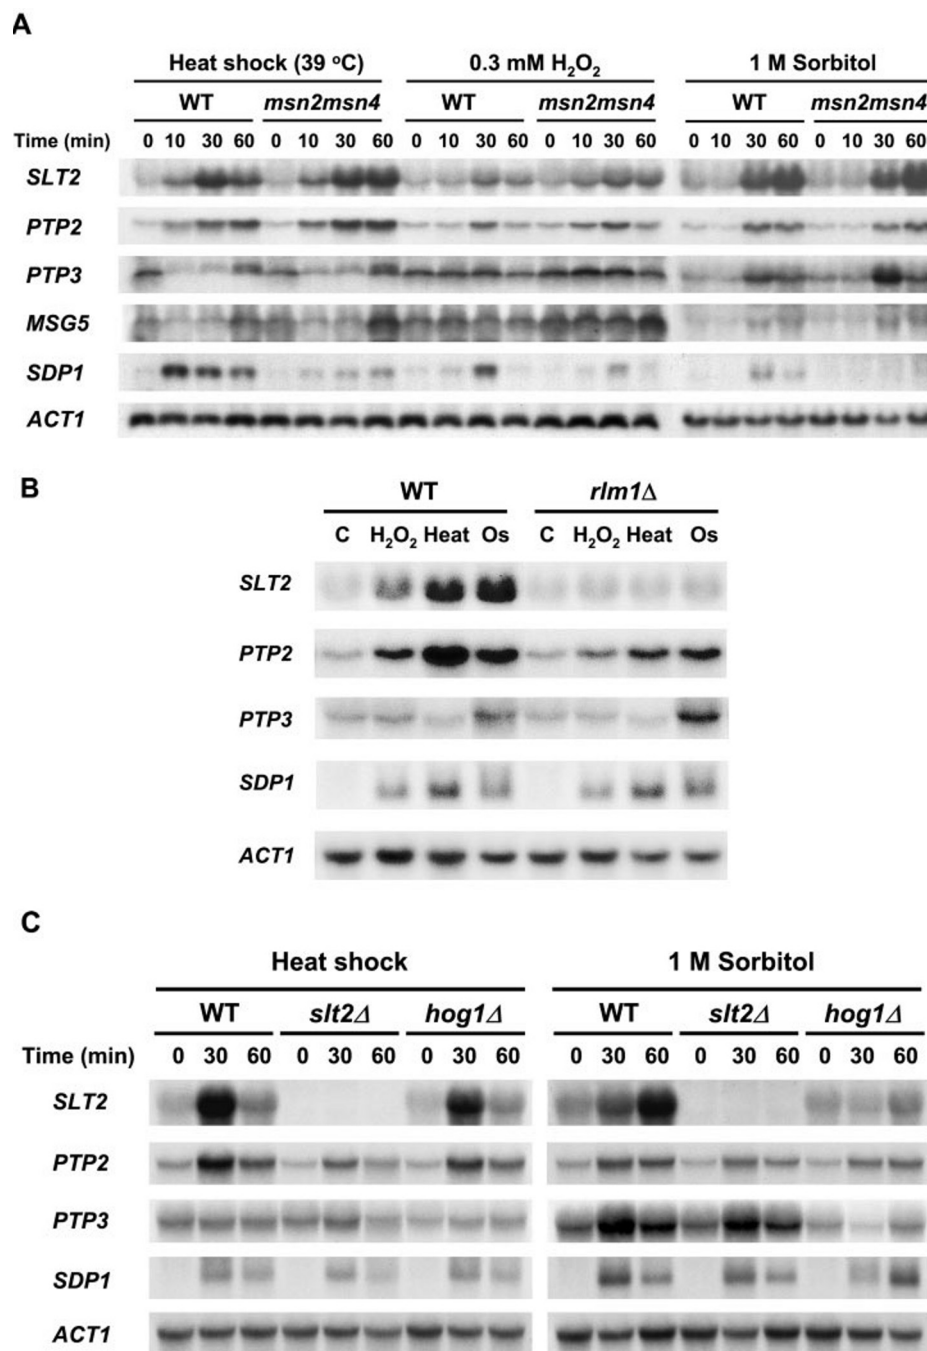 A
Heat shock (39 ºC) 0.3 mM H₂O₂ 1 M Sorbitol
WT msn2msn4 WT msn2msn4 WT msn2msn4
Time (min) 0 10 30 60 0 10 30 60 0 10 30 60 0 10 30 60 0 10 30 60 0 10 30 60
SLT2
PTP2
PTP3
MSG5
SDP1
ACT1
B
WT rlm1Δ
C H₂O₂ Heat Os C H₂O₂ Heat Os
SLT2
PTP2
PTP3
SDP1
ACT1
C
Heat shock 1 M Sorbitol
WT slt2Δ hog1Δ WT slt2Δ hog1Δ
Time (min) 0 30 60 0 30 60 0 30 60 0 30 60 0 30 60 0 30 60
SLT2
PTP2
PTP3
SDP1
ACT1